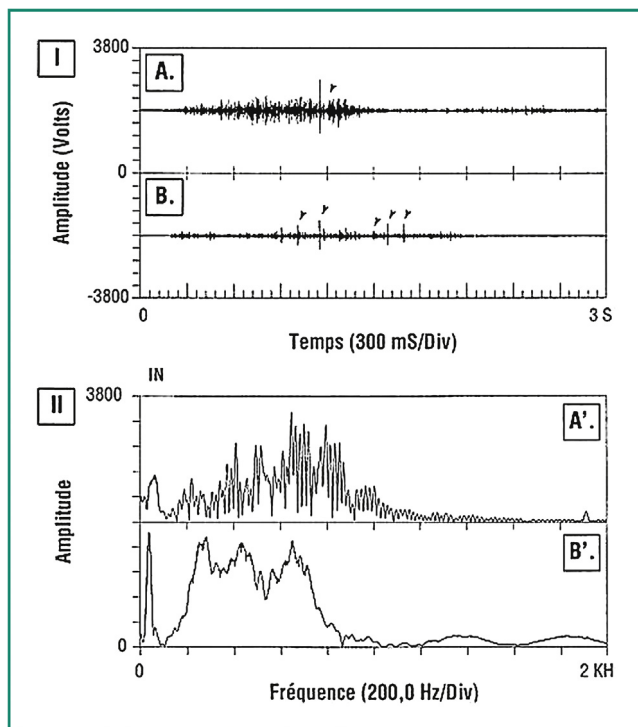 I
3800
A.
Amplitude (Volts)
0
B.
-3800
0
3 S
Temps (300 mS/Div)
IN
II
3800
A'.
Amplitude
B'.
0
0
2 KH
Fréquence (200,0 Hz/Div)